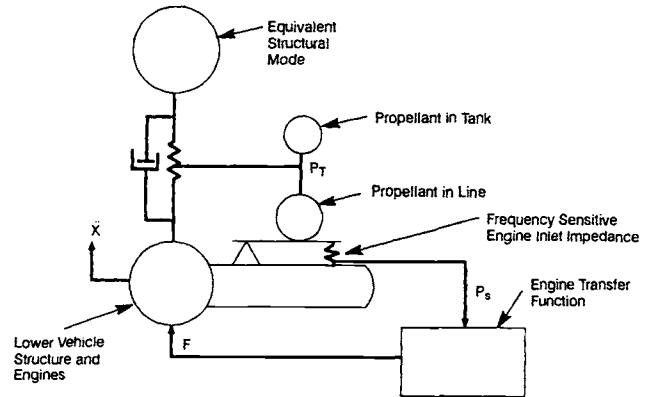 Equivalent
Structural
Mode
Propellant in Tank
P_T
Propellant in Line
Frequency Sensitive
Engine Inlet Impedance
Ẍ
P_s
Engine Transfer
Function
Lower Vehicle
Structure and
Engines
F